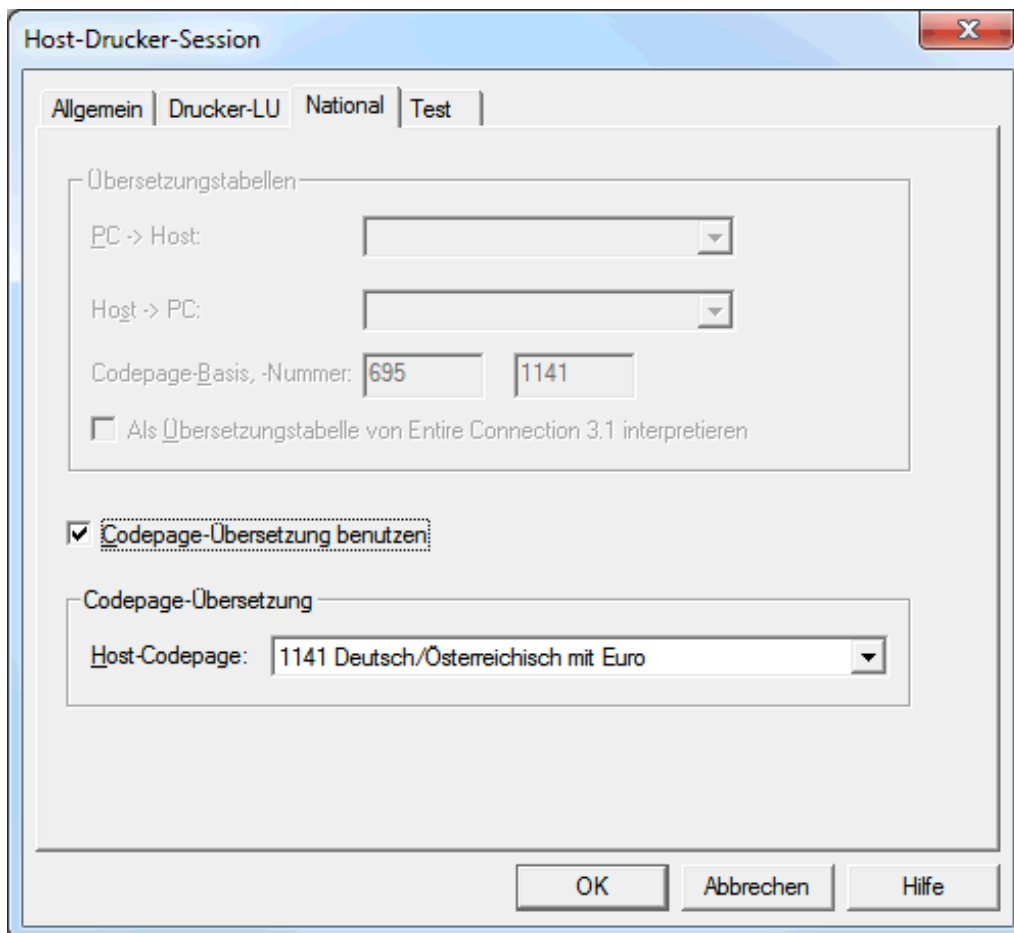 Host-Drucker-Session
Allgemein Drucker-LU National Test
Übersetzungstabellen
PC -> Host:
Host -> PC:
Codepage-Basis, -Nummer: 695 1141
Als Übersetzungstabelle von Entire Connection 3.1 interpretieren
Codepage-Übersetzung benutzen
Codepage-Übersetzung
Host-Codepage: 1141 Deutsch/Österreichisch mit Euro
OK Abbrechen Hilfe